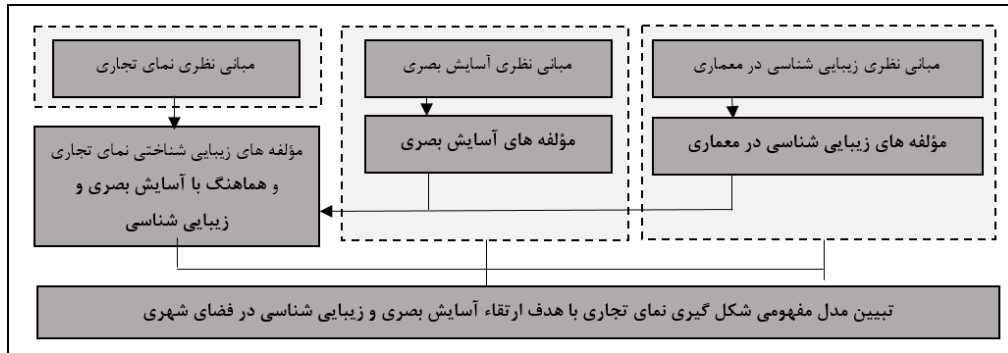 مبانی نظری زیبایی شناسی در معماری
مبانی نظری آسایش بصری
مبانی نظری نمای تجاری
مؤلفه های زیبایی شناسی در معماری
مؤلفه های آسایش بصری
مؤلفه های زیبایی شناختی نمای تجاری
و هماهنگ با آسایش بصری و
زیبایی شناسی
تبیین مدل مفهومی شکل گیری نمای تجاری با هدف ارتقاء آسایش بصری و زیبایی شناسی در فضای شهری